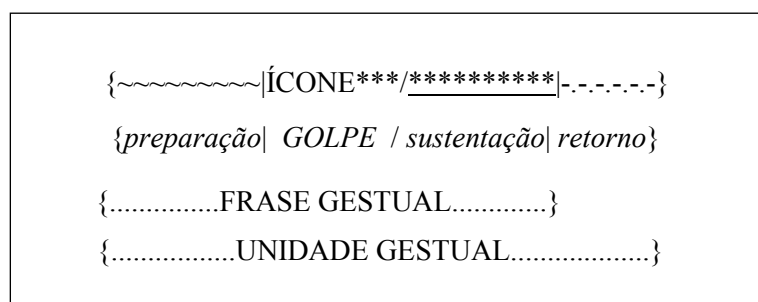 {~~~~~~~~~|ÍCONE***/**********|-.-.-.-.-.-}
{preparação| GOLPE / sustentação| retorno}
{...............FRASE GESTUAL.............}
{.................UNIDADE GESTUAL...................}